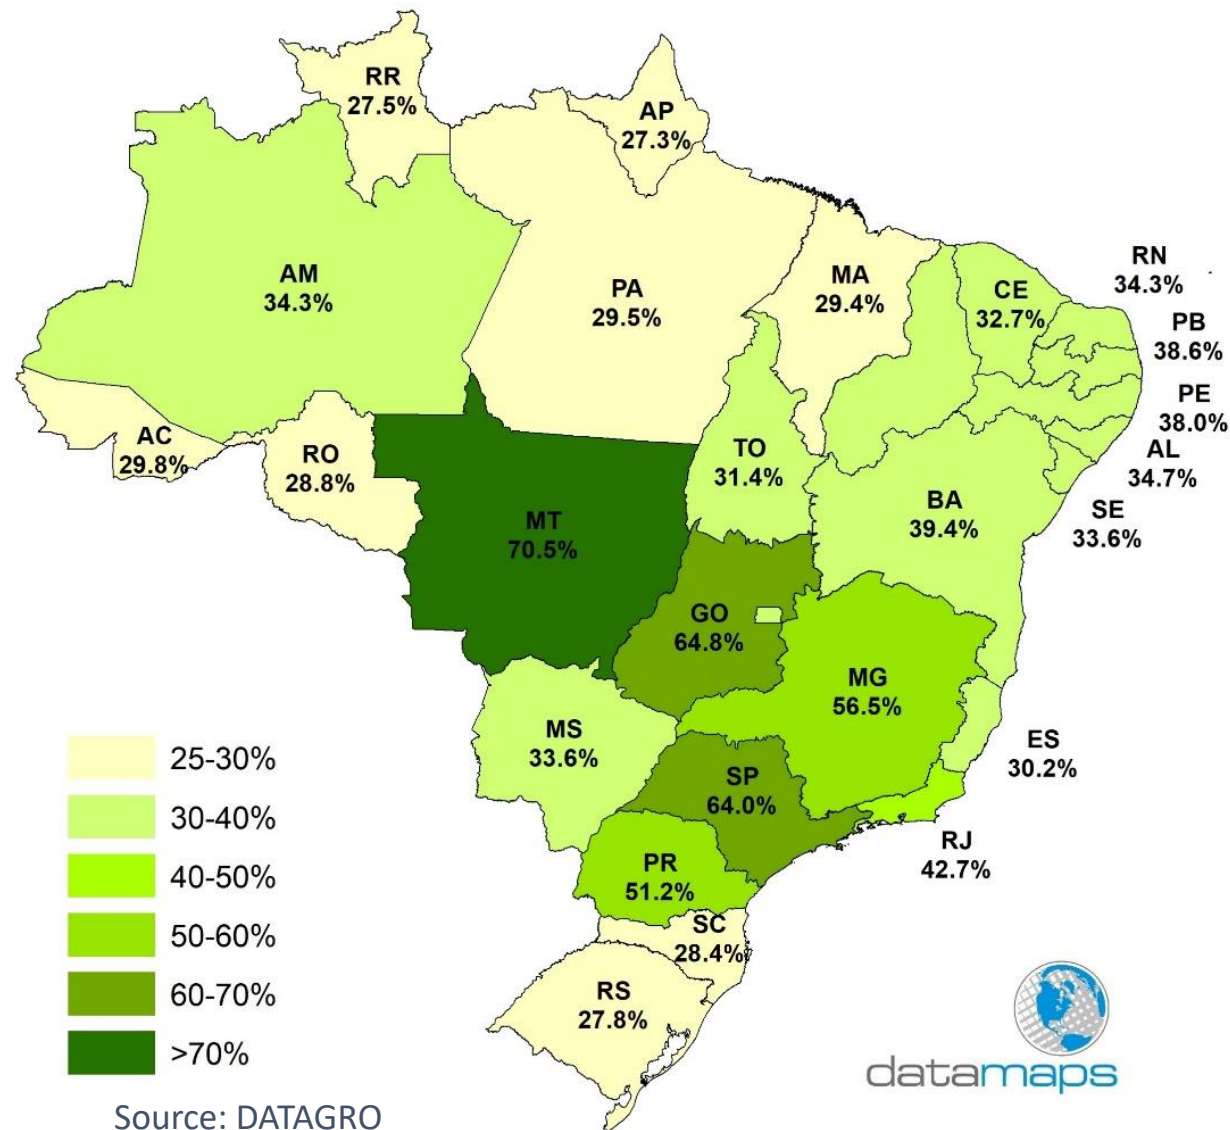 RR
27.5%
AP
27.3%
AM
34.3%
PA
29.5%
MA
29.4%
CE
32.7%
RN
34.3%
PB
38.6%
PE
38.0%
AL
34.7%
SE
33.6%
AC
29.8%
RO
28.8%
TO
31.4%
BA
39.4%
MT
70.5%
GO
64.8%
MG
56.5%
MS
33.6%
ES
30.2%
SP
64.0%
RJ
42.7%
PR
51.2%
SC
28.4%
RS
27.8%
25-30%
30-40%
40-50%
50-60%
60-70%
>70%
datamaps
Source: DATAGRO